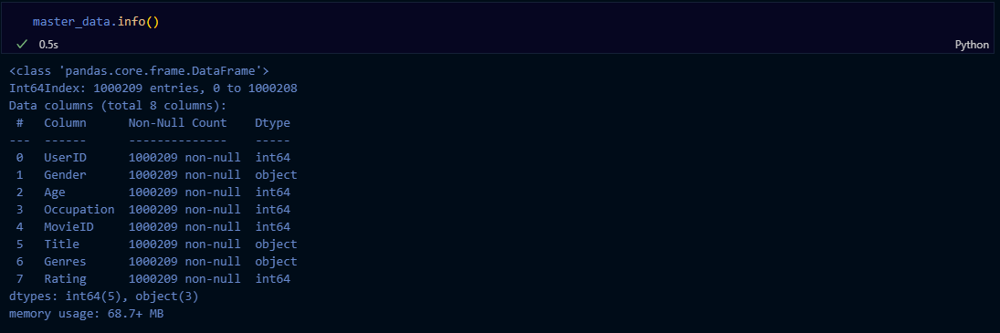 master_data.info()
0.5s
Python
<class 'pandas.core.frame.DataFrame'>
Int64Index: 1000209 entries, 0 to 1000208
Data columns (total 8 columns):
 #   Column      Non-Null Count    Dtype
---  ------      --------------    -----
 0   UserID      1000209 non-null  int64
 1   Gender      1000209 non-null  object
 2   Age         1000209 non-null  int64
 3   Occupation  1000209 non-null  int64
 4   MovieID     1000209 non-null  int64
 5   Title       1000209 non-null  object
 6   Genres      1000209 non-null  object
 7   Rating      1000209 non-null  int64
dtypes: int64(5), object(3)
memory usage: 68.7+ MB